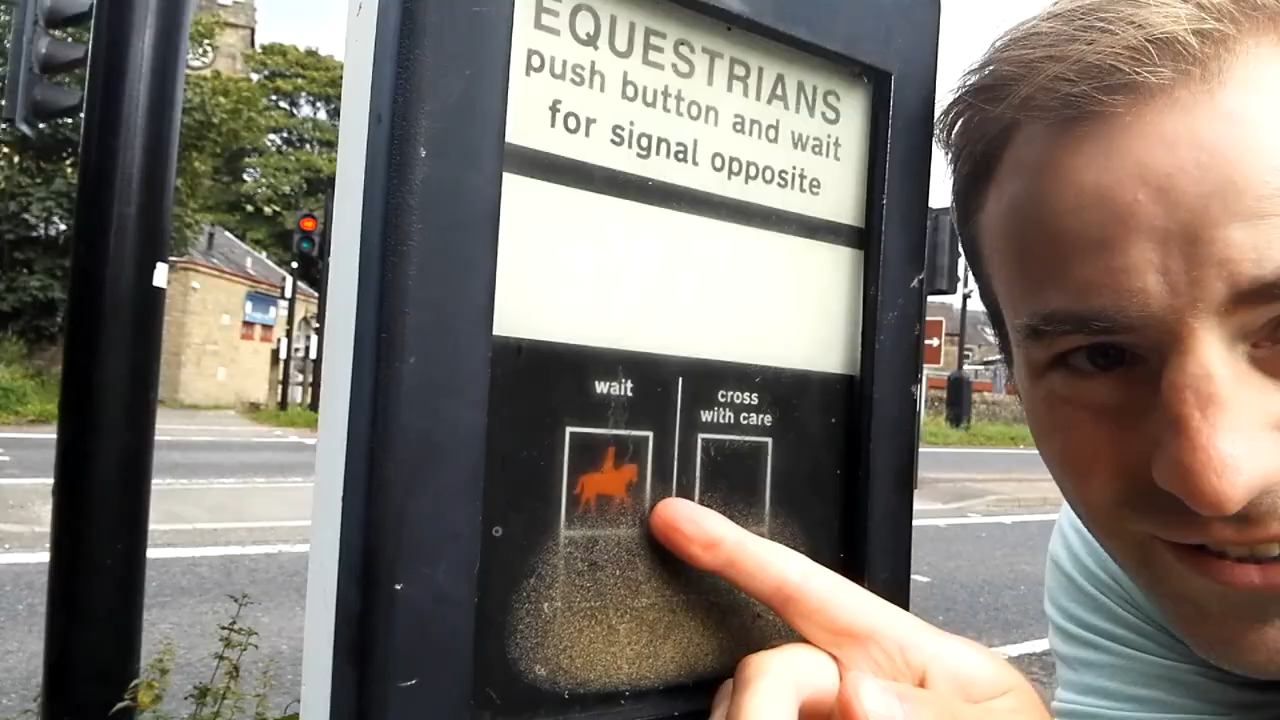 EQUESTRIANS
push button and wait
for signal opposite
wait
cross
with care